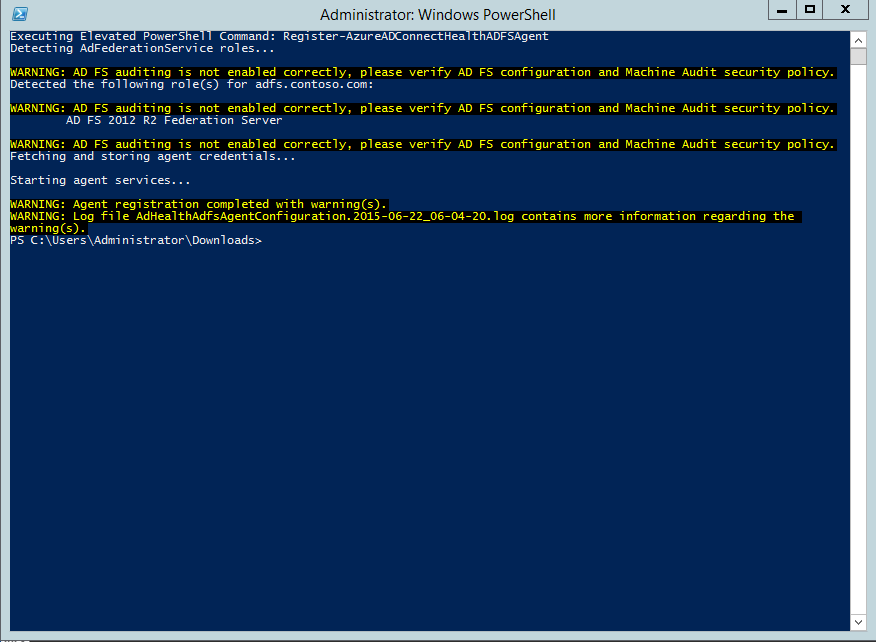 Administrator: Windows PowerShell
Executing Elevated PowerShell Command: Register-AzureADConnectHealthADFSAgent
Detecting AdFederationService roles...
WARNING: AD FS auditing is not enabled correctly, please verify AD FS configuration and Machine Audit security policy.
Detected the following role(s) for adfs.contoso.com:
WARNING: AD FS auditing is not enabled correctly, please verify AD FS configuration and Machine Audit security policy.
AD FS 2012 R2 Federation Server
WARNING: AD FS auditing is not enabled correctly, please verify AD FS configuration and Machine Audit security policy.
Fetching and storing agent credentials...
Starting agent services...
WARNING: Agent registration completed with warning(s).
WARNING: Log file AdHealthAdfsAgentConfiguration.2015-06-22_06-04-20.log contains more information regarding the
warning(s).
PS C:\Users\Administrator\Downloads>